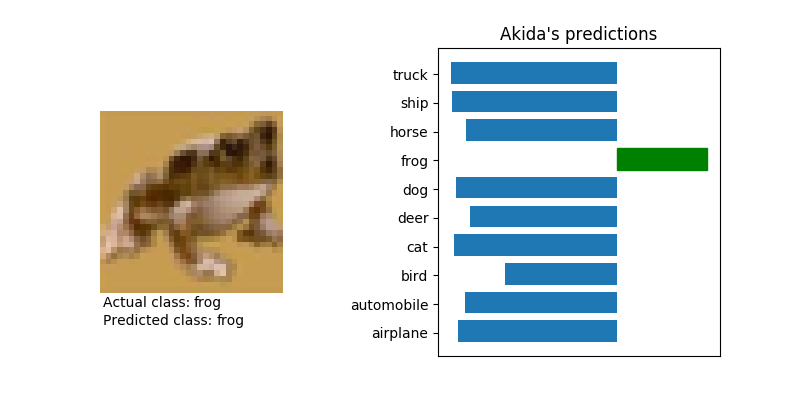 Akida's predictions
truck
ship
horse
frog
dog
deer
cat
bird
automobile
airplane
Actual class: frog
Predicted class: frog